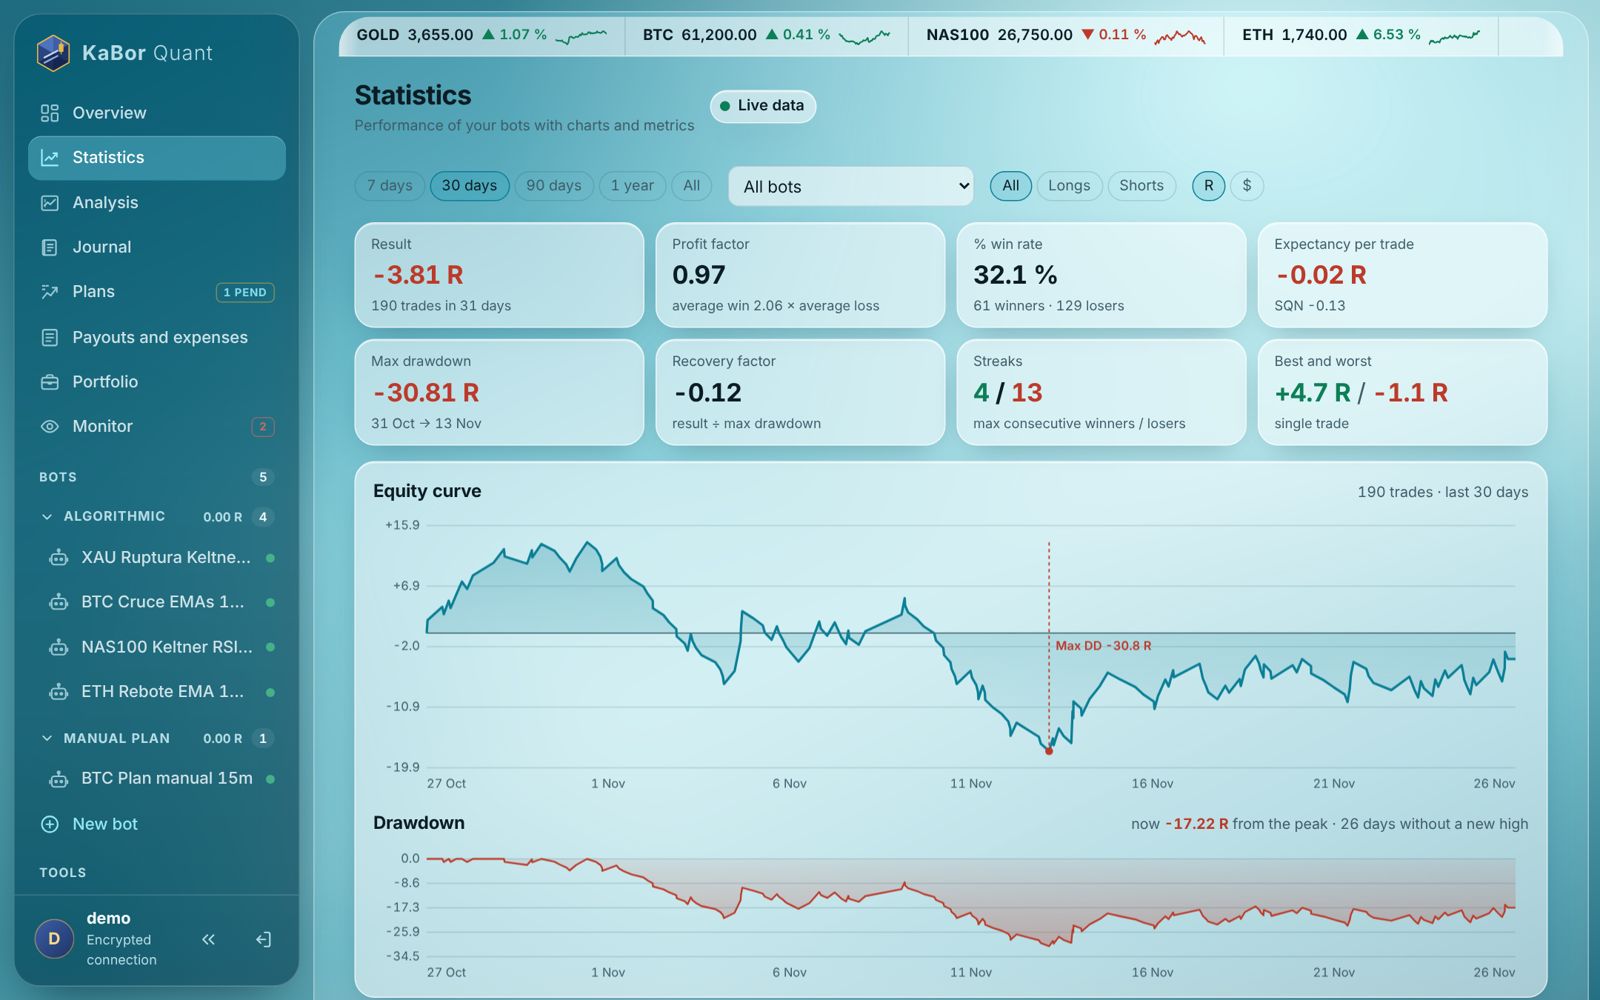 KaBor Quant
Overview
Statistics
Analysis
Journal
Plans 1 PEND
Payouts and expenses
Portfolio
Monitor 2
BOTS 5
ALGORITHMIC 0.00 R 4
XAU Ruptura Keltne...
BTC Cruce EMAs 1...
NAS100 Keltner RSI...
ETH Rebote EMA 1...
MANUAL PLAN 0.00 R 1
BTC Plan manual 15m
New bot
TOOLS
D demo
Encrypted
connection
GOLD 3,655.00 ▲ 1.07 % BTC 61,200.00 ▲ 0.41 % NAS100 26,750.00 ▼ 0.11 % ETH 1,740.00 ▲ 6.53 %
Statistics
Performance of your bots with charts and metrics
Live data
7 days 30 days 90 days 1 year All All bots All Longs Shorts R $
Result
-3.81 R
190 trades in 31 days
Profit factor
0.97
average win 2.06 × average loss
% win rate
32.1 %
61 winners · 129 losers
Expectancy per trade
-0.02 R
SQN -0.13
Max drawdown
-30.81 R
31 Oct → 13 Nov
Recovery factor
-0.12
result ÷ max drawdown
Streaks
4 / 13
max consecutive winners / losers
Best and worst
+4.7 R / -1.1 R
single trade
Equity curve 190 trades · last 30 days
+15.9
+6.9
-2.0
-10.9
-19.9
Max DD -30.8 R
27 Oct 1 Nov 6 Nov 11 Nov 16 Nov 21 Nov 26 Nov
Drawdown now -17.22 R from the peak · 26 days without a new high
0.0
-8.6
-17.3
-25.9
-34.5
27 Oct 1 Nov 6 Nov 11 Nov 16 Nov 21 Nov 26 Nov